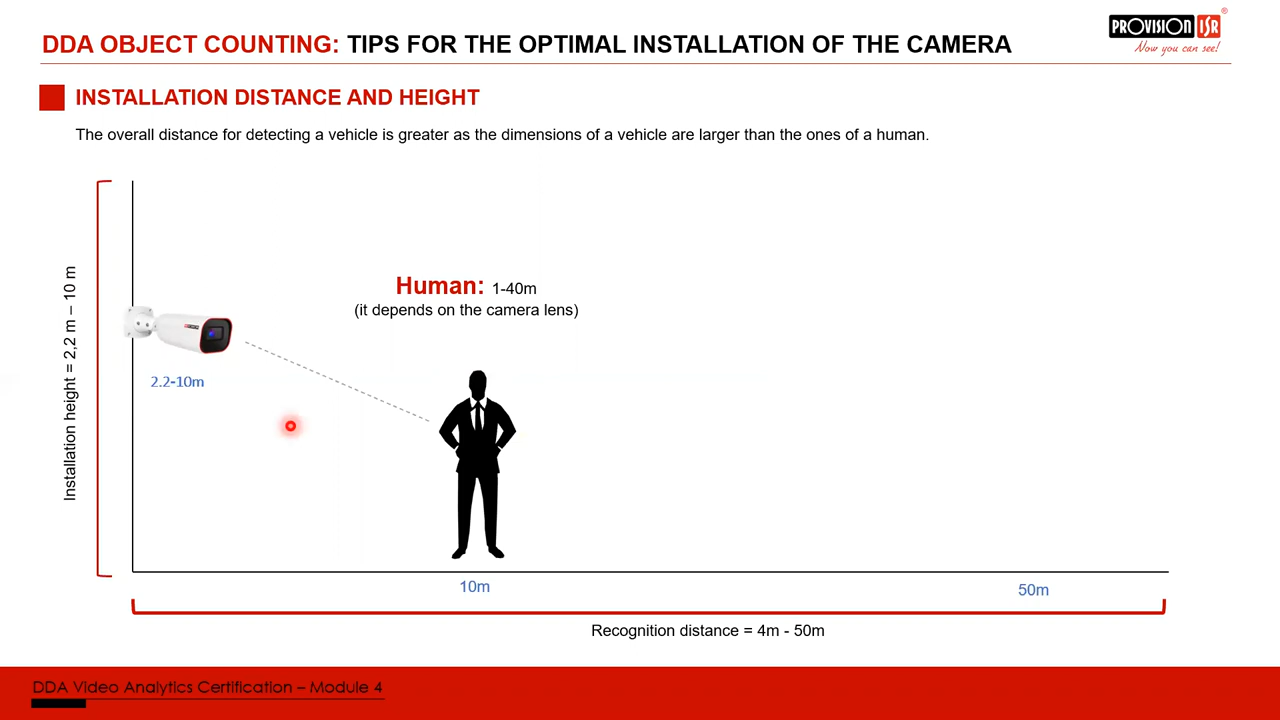 DDA OBJECT COUNTING: TIPS FOR THE OPTIMAL INSTALLATION OF THE CAMERA
PROVISION ISR®
Now you can see!
INSTALLATION DISTANCE AND HEIGHT
The overall distance for detecting a vehicle is greater as the dimensions of a vehicle are larger than the ones of a human.
Installation height = 2,2 m – 10 m
Human: 1-40m
(it depends on the camera lens)
2.2-10m
10m
50m
Recognition distance = 4m - 50m
DDA Video Analytics Certification – Module 4